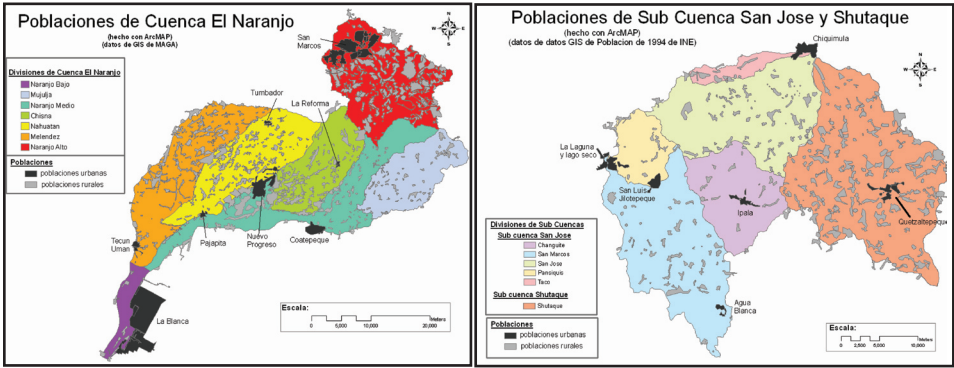 Poblaciones de Cuenca El Naranjo
(hecho con ArcMAP)
(datos de GIS de MAGA)
N
W
E
S
San
Marcos
Divisiones de Cuenca El Naranjo
Naranjo Bajo
Mujulja
Naranjo Medio
Chisna
Nahuatan
Melendez
Naranjo Alto
Poblaciones
poblaciones urbanas
poblaciones rurales
Tumbador
La Reforma
Tecun
Uman
Pajapita
Nuevo
Progreso
Coatepeque
La Blanca
Escala:
0
5,000
10,000
20,000
Meters
Poblaciones de Sub Cuenca San Jose y Shutaque
(hecho con ArcMAP)
(datos de datos GIS de Poblacion de 1994 de INE)
Chiquimula
N
W
E
S
La Laguna
y lago seco
San Luis
Jilotepeque
Ipala
Quetzaltepeque
Agua
Blanca
Divisiones de Sub Cuencas
Sub cuenca San Jose
Changuite
San Marcos
San Jose
Pansiquis
Taco
Sub cuenca Shutaque
Shutaque
Poblaciones
poblaciones urbanas
poblaciones rurales
Escala:
0
2,500
5,000
10,000
Meters